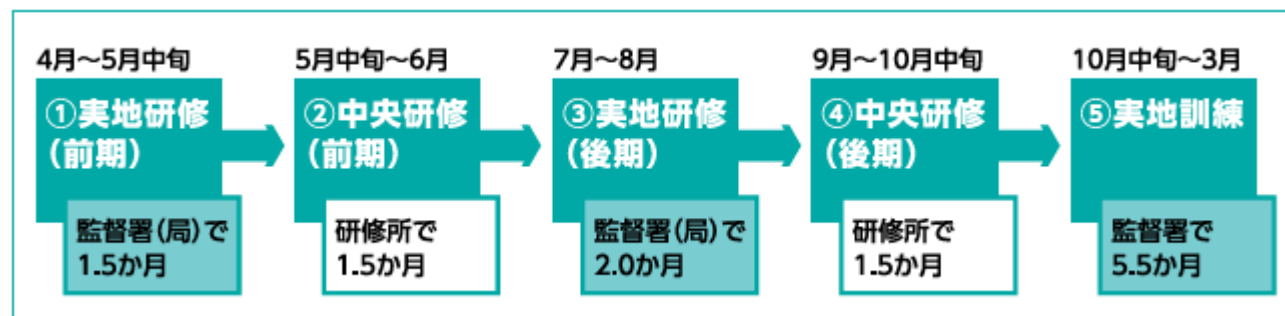 4月～5月中旬
①実地研修
(前期)
監督署(局)で
1.5か月
5月中旬～6月
②中央研修
(前期)
研修所で
1.5か月
7月～8月
③実地研修
(後期)
監督署(局)で
2.0か月
9月～10月中旬
④中央研修
(後期)
研修所で
1.5か月
10月中旬～3月
⑤実地訓練
監督署で
5.5か月